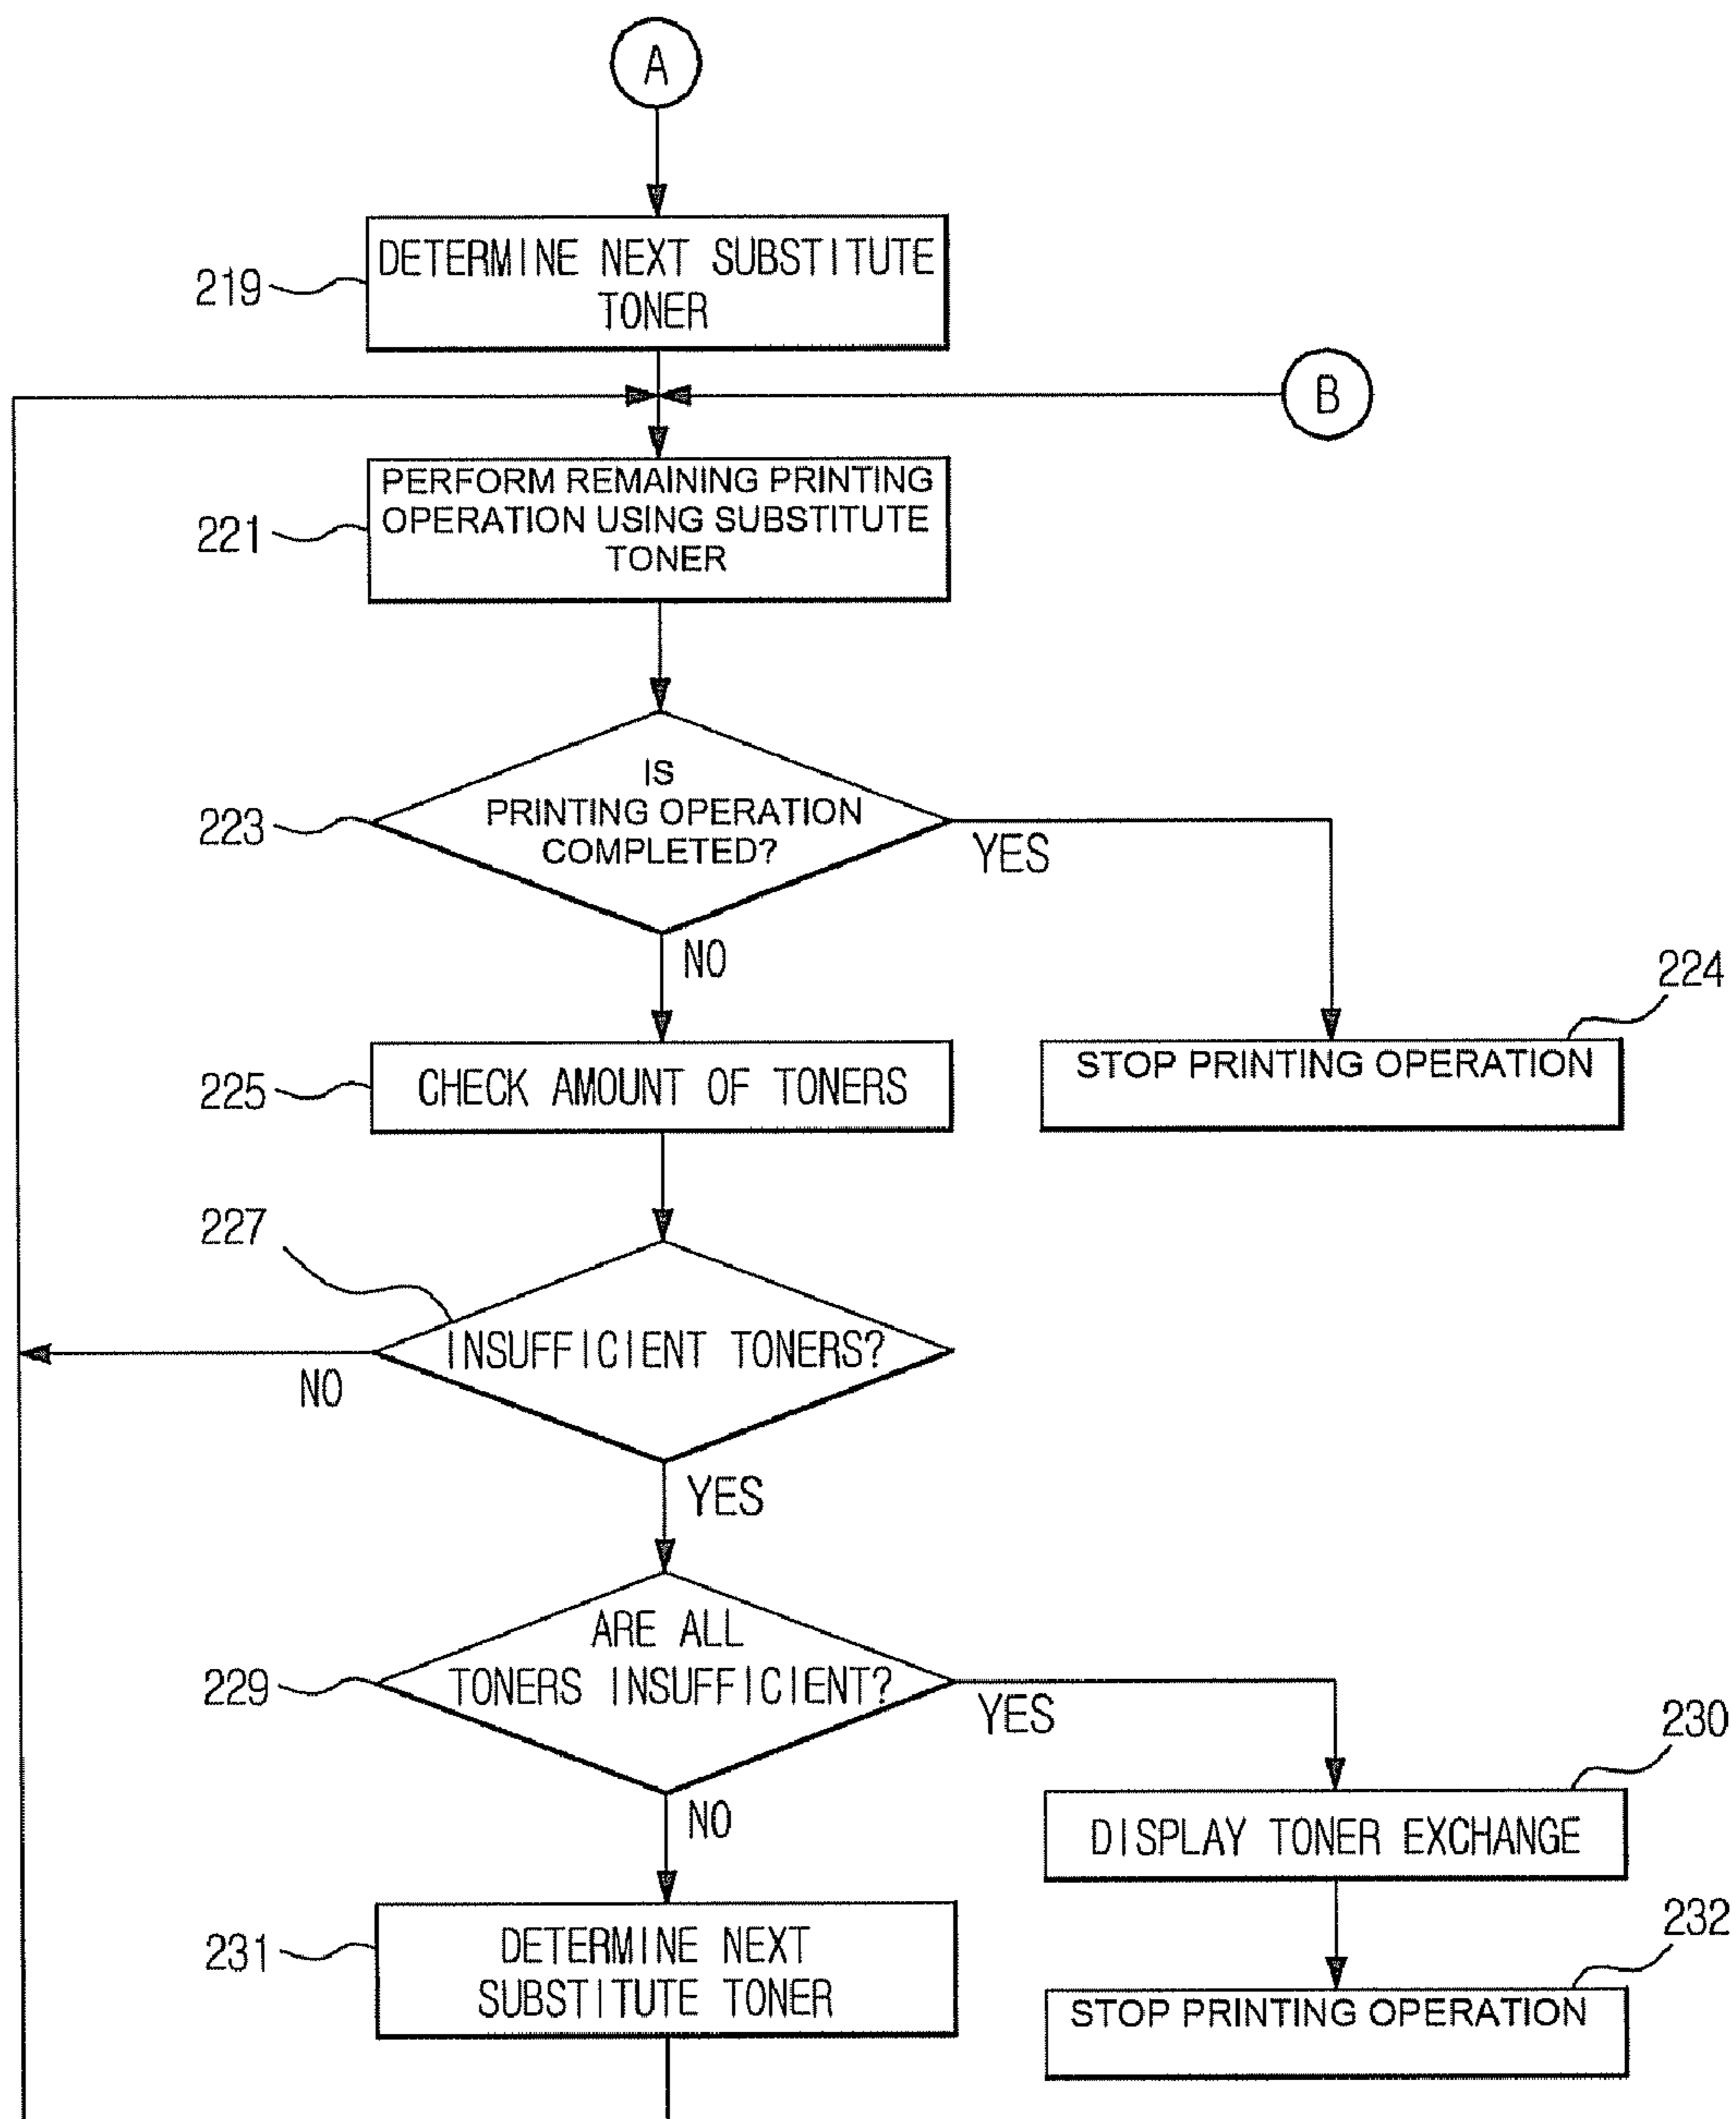 A
219
DETERMINE NEXT SUBSTITUTE
TONER
B
221
PERFORM REMAINING PRINTING
OPERATION USING SUBSTITUTE
TONER
223
IS
PRINTING OPERATION
COMPLETED?
YES
NO
224
STOP PRINTING OPERATION
225
CHECK AMOUNT OF TONERS
227
INSUFFICIENT TONERS?
NO
YES
229
ARE ALL
TONERS INSUFFICIENT?
YES
NO
230
DISPLAY TONER EXCHANGE
231
DETERMINE NEXT
SUBSTITUTE TONER
232
STOP PRINTING OPERATION